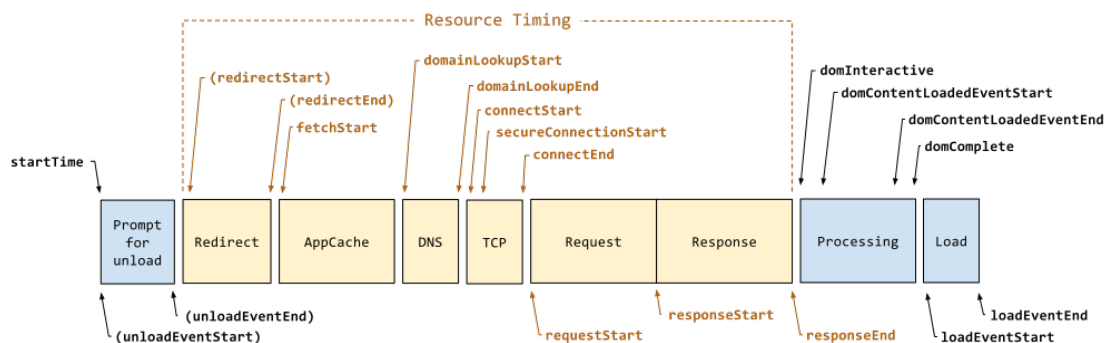 Resource Timing
domainLookupStart
(redirectStart)
domInteractive
domainLookupEnd
domContentLoadedEventStart
(redirectEnd)
connectStart
domContentLoadedEventEnd
fetchStart
secureConnectionStart
domComplete
connectEnd
startTime
Prompt
for
unload
Redirect
AppCache
DNS
TCP
Request
Response
Processing
Load
(unloadEventEnd)
responseStart
loadEventEnd
(unloadEventStart)
requestStart
responseEnd
loadEventStart